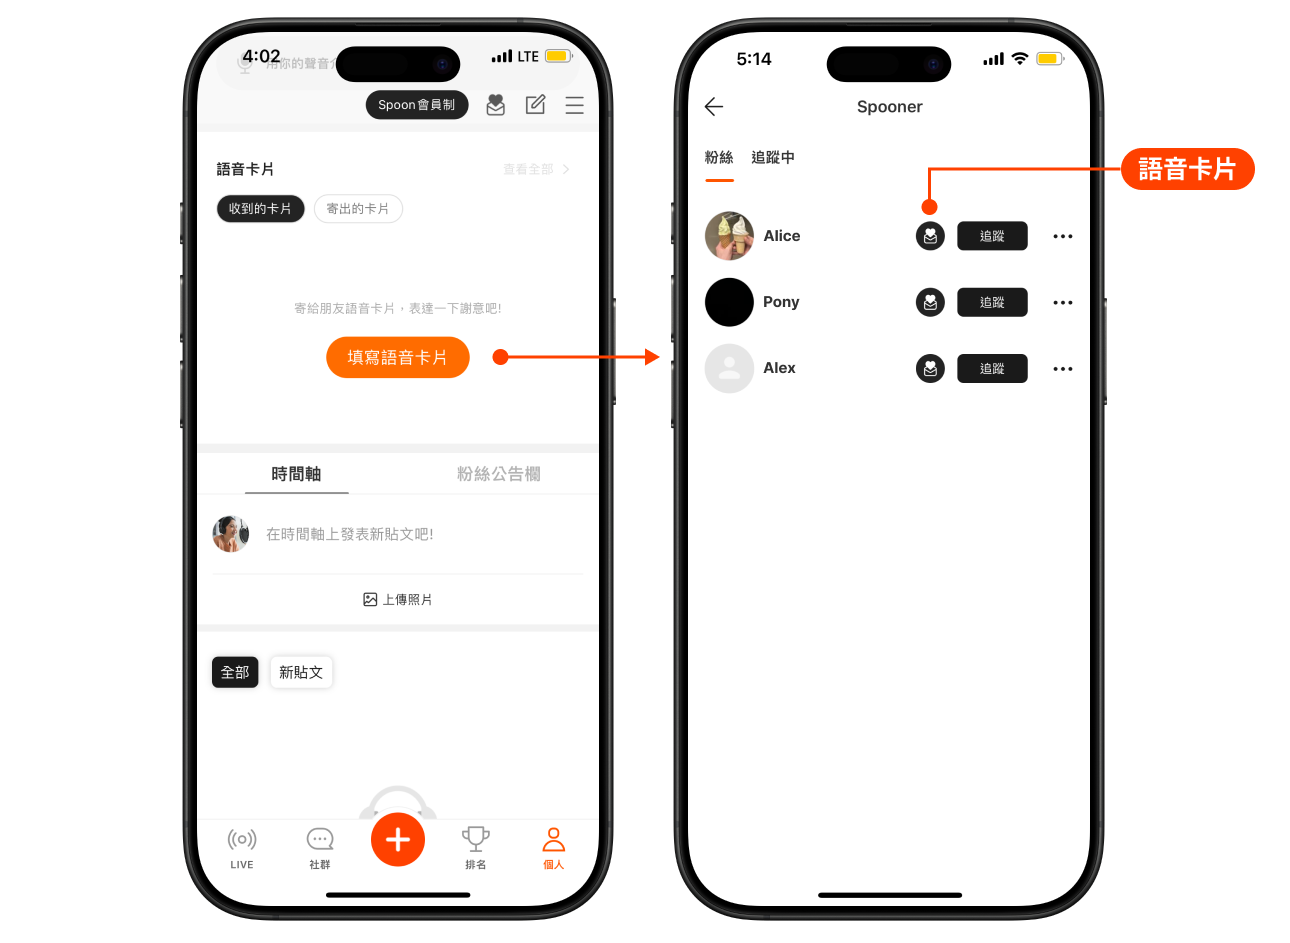 4:02
LTE
用你的聲音介
Spoon會員制
語音卡片
查看全部
收到的卡片
寄出的卡片
寄給朋友語音卡片，表達一下謝意吧!
填寫語音卡片
時間軸
粉絲公告欄
在時間軸上發表新貼文吧!
上傳照片
全部
新貼文
LIVE
社群
排名
個人
5:14
Spooner
粉絲
追蹤中
語音卡片
Alice
追蹤
Pony
追蹤
Alex
追蹤